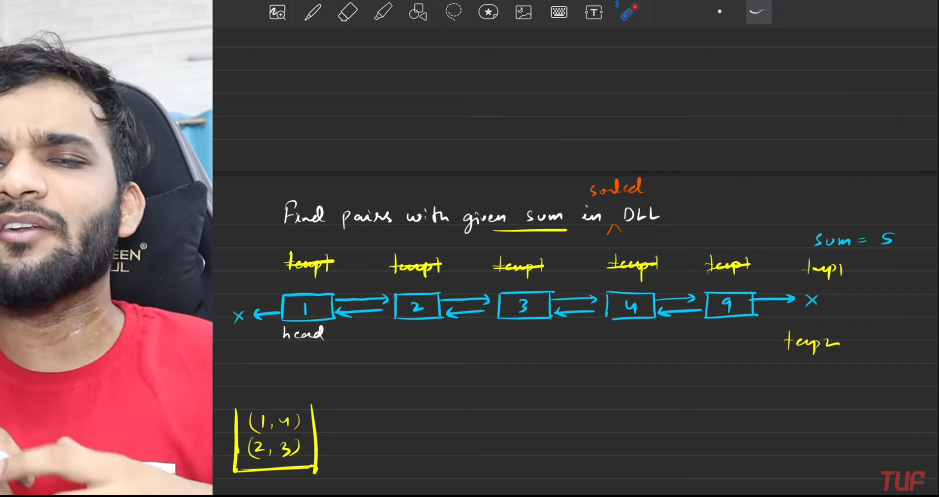 sorted
Find pairs with given sum in DLL
sum = 5
temp1 temp1 temp1 temp1 temp1 temp1
x 1 2 3 4 9 x
head
temp2
(1, 4)
(2, 3)
TUF